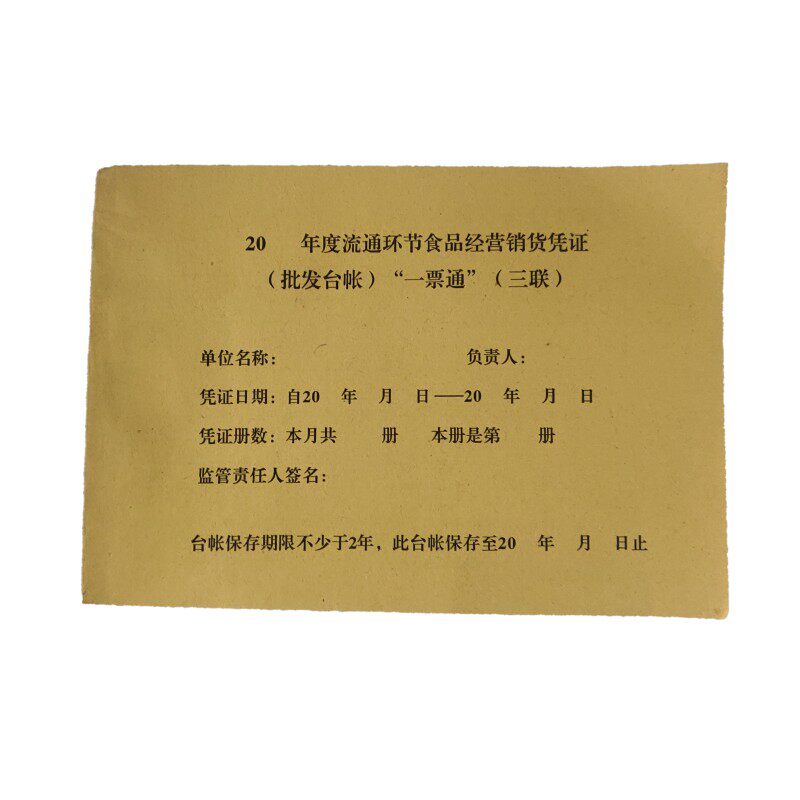 20 年度流通环节食品经营销货凭证
（批发台帐）“一票通”（三联）
单位名称： 负责人：
凭证日期：自20 年 月 日——20 年 月 日
凭证册数：本月共 册 本册是第 册
监管责任人签名：
台帐保存期限不少于2年，此台帐保存至20 年 月 日止